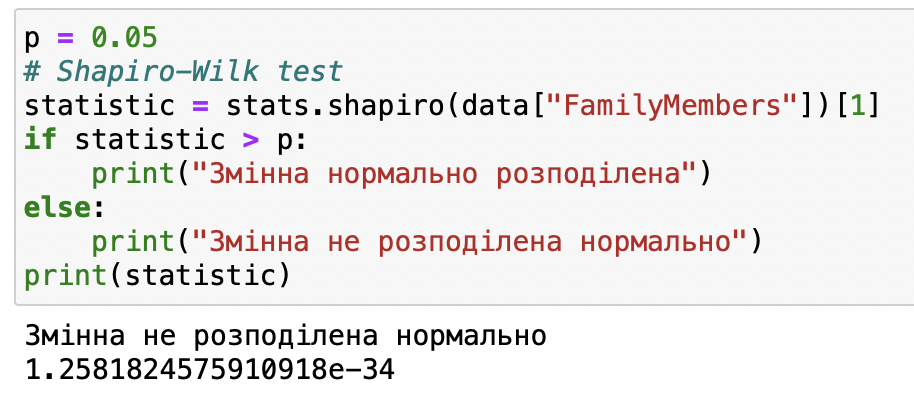 p = 0.05
# Shapiro-Wilk test
statistic = stats.shapiro(data["FamilyMembers"])[1]
if statistic > p:
    print("Змінна нормально розподілена")
else:
    print("Змінна не розподілена нормально")
print(statistic)
Змінна не розподілена нормально
1.2581824575910918e-34